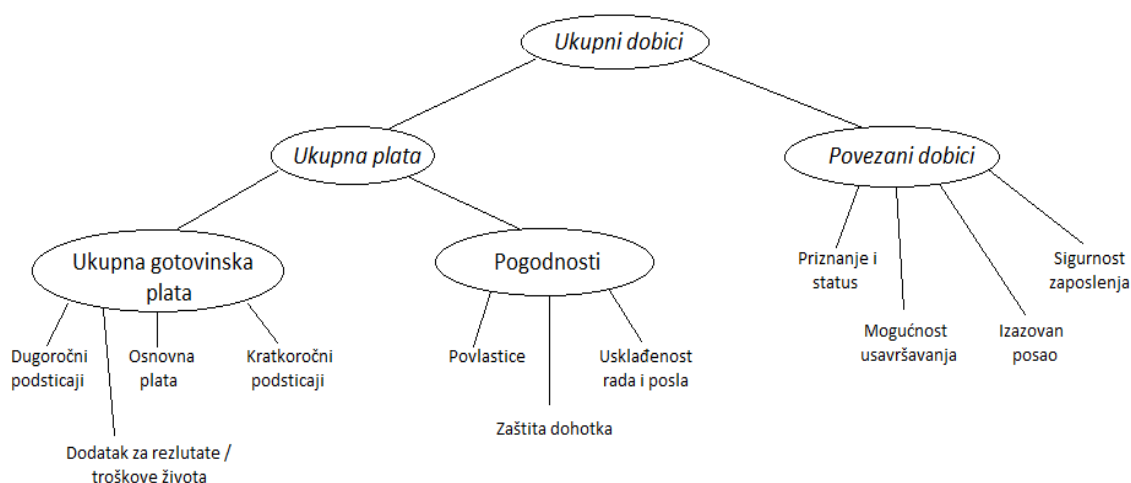 Ukupni dobici
Ukupna plata
Povezani dobici
Ukupna gotovinska
plata
Pogodnosti
Priznanje i
status
Sigurnost
zaposlenja
Mogućnost
usavršavanja
Izazovan
posao
Dugoročni
podsticaji
Osnovna
plata
Kratkoročni
podsticaji
Povlastice
Usklađenost
rada i posla
Zaštita dohotka
Dodatak za rezlutate /
troškove života